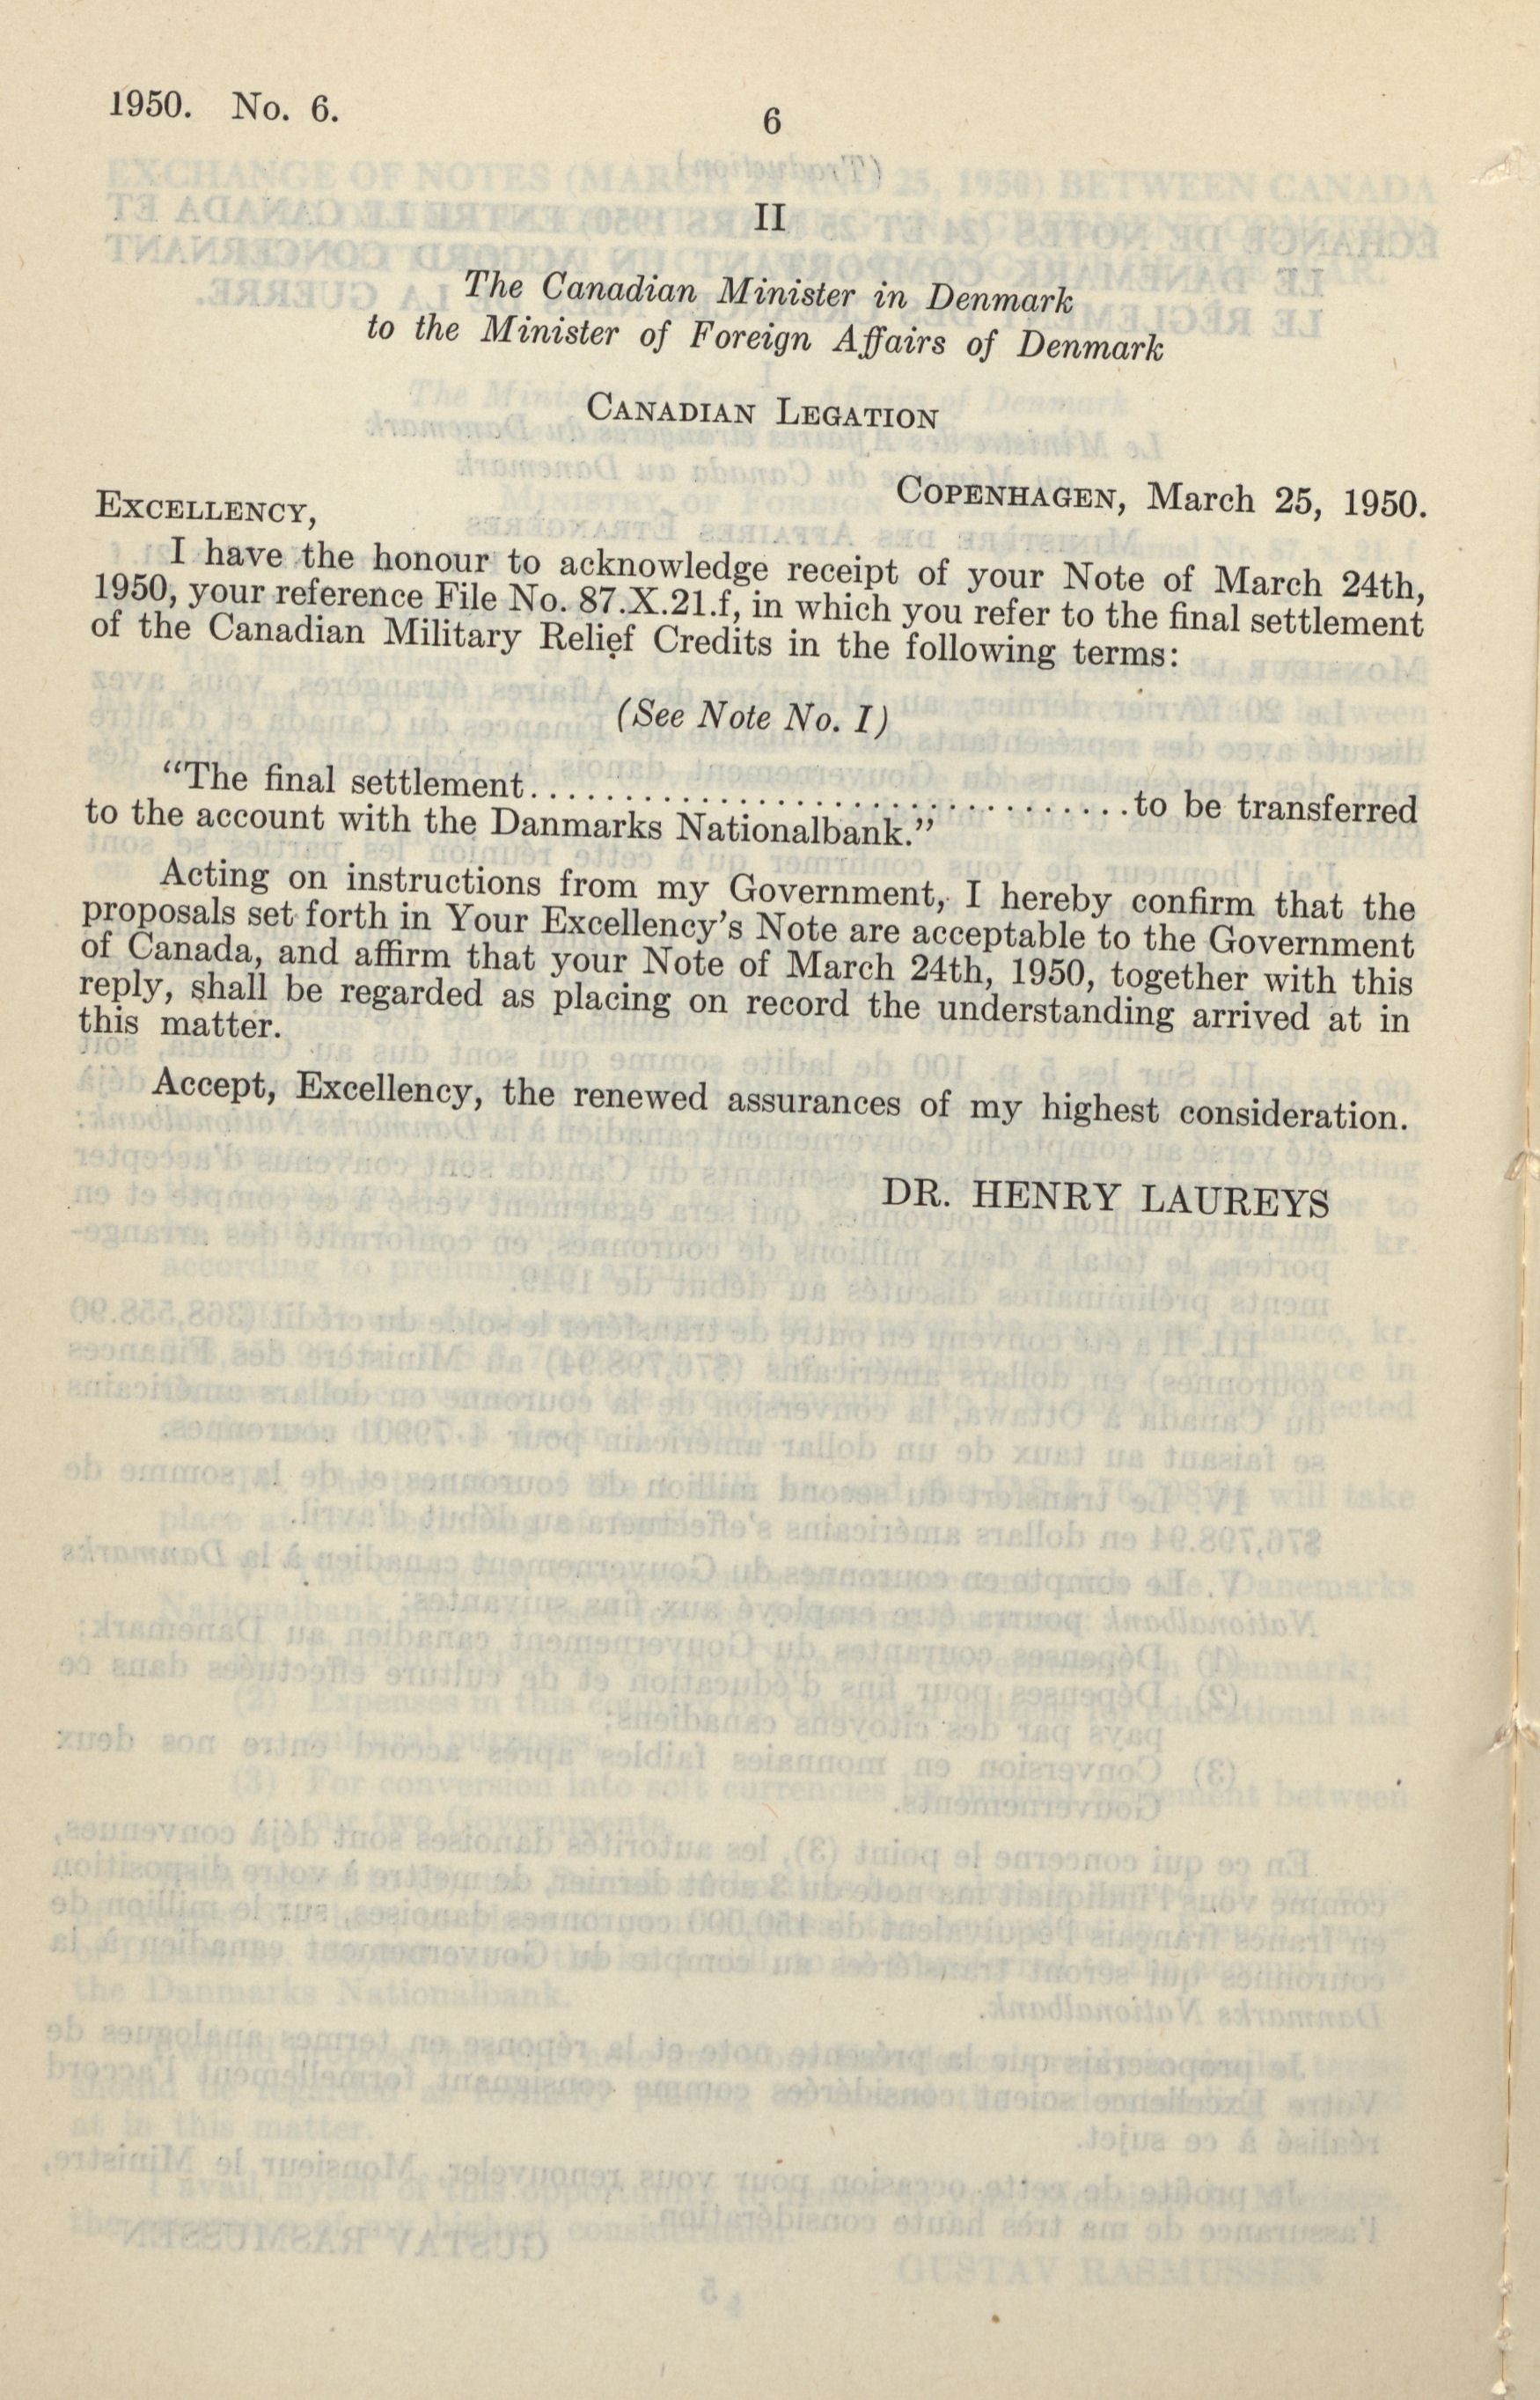 1950. No. 6.
6
II
The Canadian Minister in Denmark
to the Minister of Foreign Affairs of Denmark
CANADIAN LEGATION
COPENHAGEN, March 25, 1950.
EXCELLENCY,
I have the honour to acknowledge receipt of your Note of March 24th,
1950, your reference File No. 87.X.21.f, in which you refer to the final settlement
of the Canadian Military Relief Credits in the following terms:
(See Note No. I)
“The final settlement..................................to be transferred
to the account with the Danmarks Nationalbank.”
Acting on instructions from my Government, I hereby confirm that the
proposals set forth in Your Excellency’s Note are acceptable to the Government
of Canada, and affirm that your Note of March 24th, 1950, together with this
reply, shall be regarded as placing on record the understanding arrived at in
this matter.
Accept, Excellency, the renewed assurances of my highest consideration.
DR. HENRY LAUREYS